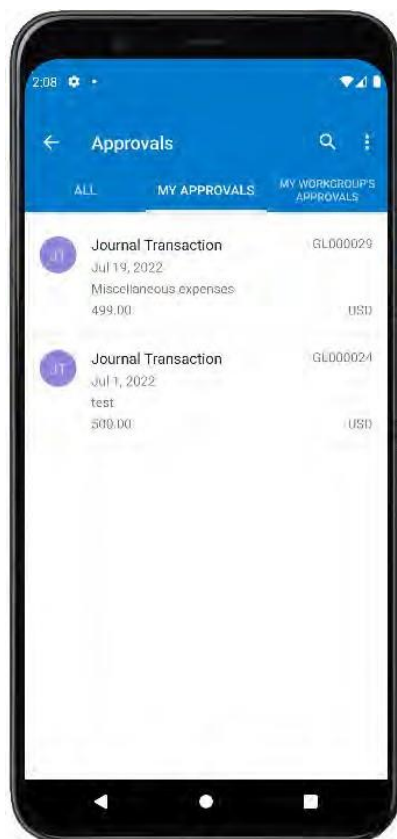 2:08
Approvals
ALL MY APPROVALS MY WORKGROUP'S APPROVALS
JT Journal Transaction GL000029
Jul 19, 2022
Miscellaneous expenses
499.00 USD
JT Journal Transaction GL000024
Jul 1, 2022
test
500.00 USD